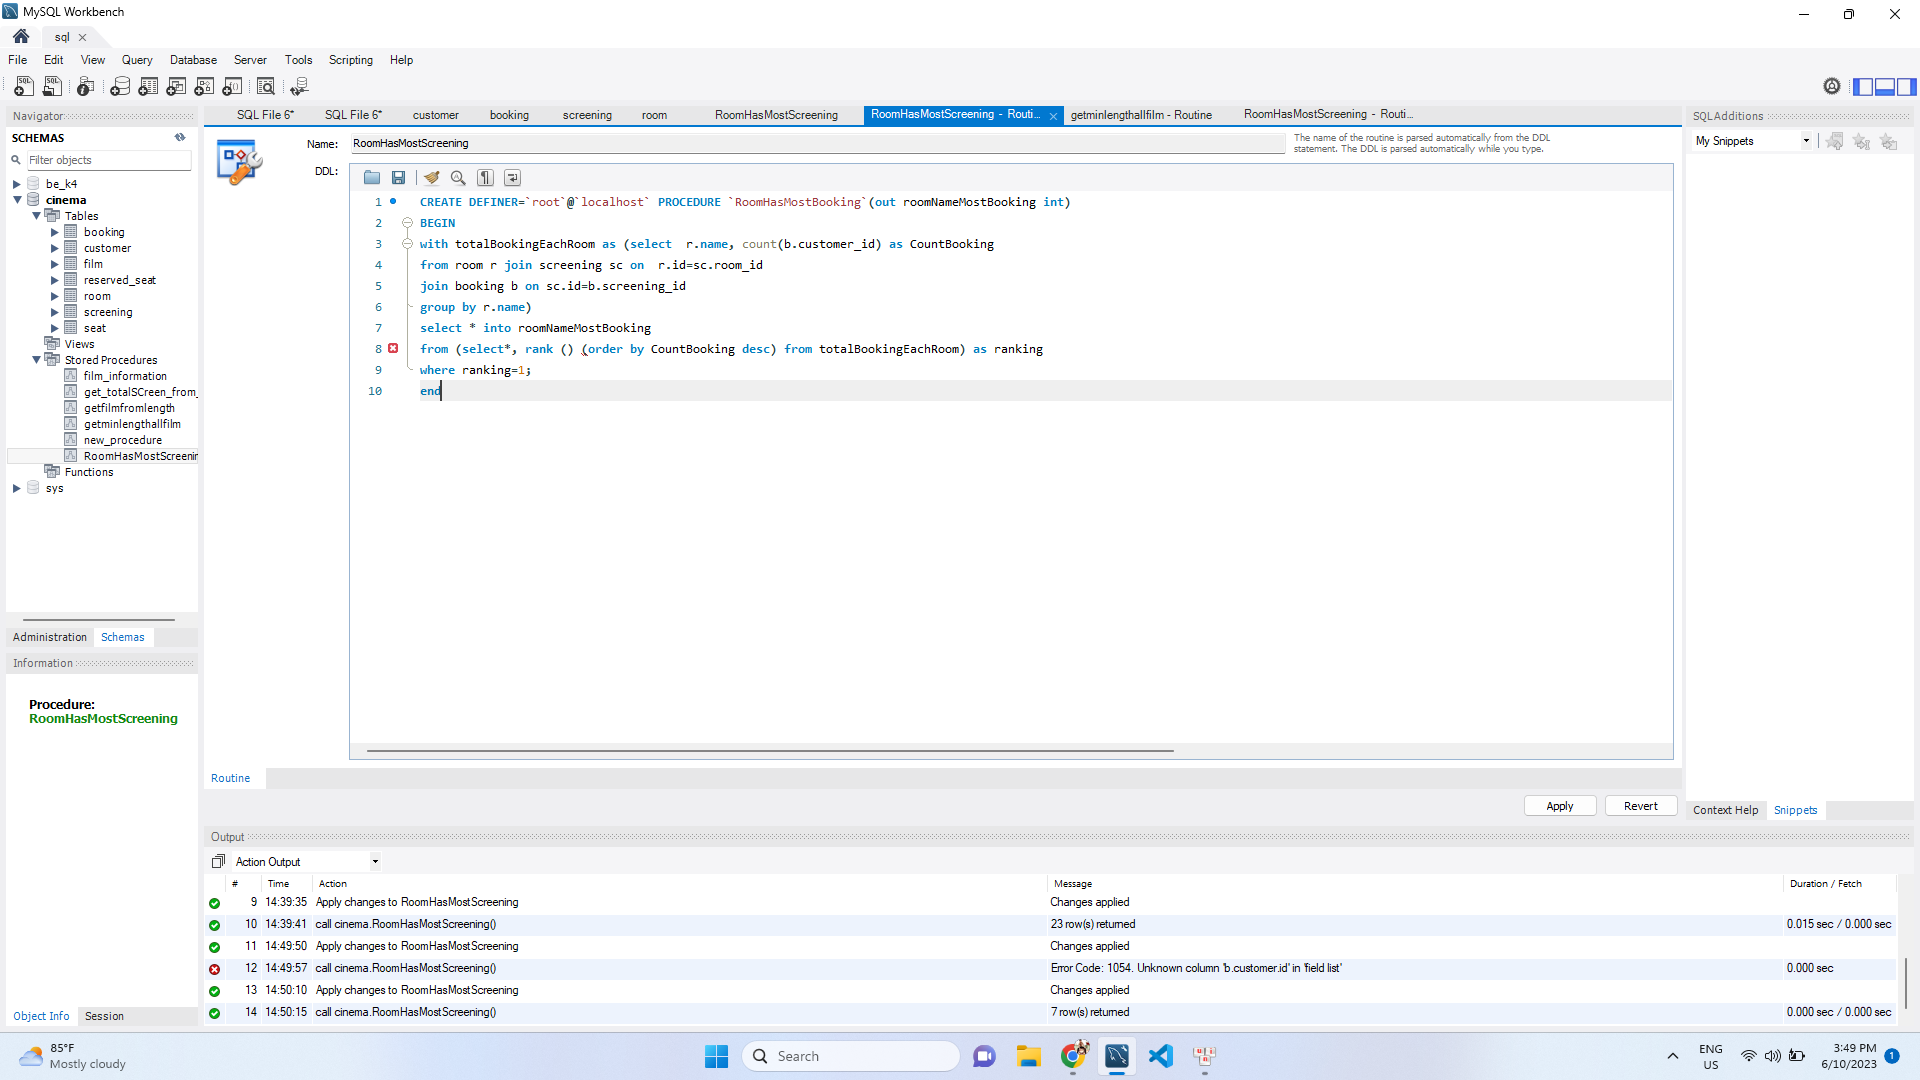 MySQL Workbench
sql
File Edit View Query Database Server Tools Scripting Help
Navigator
SCHEMAS
Filter objects
be_k4
cinema
Tables
booking
customer
film
reserved_seat
room
screening
seat
Views
Stored Procedures
film_information
get_totalSCreen_from_
getfilmfromlength
getminlengthallfilm
new_procedure
RoomHasMostScreenin
Functions
sys
Administration Schemas
Information
Procedure:
RoomHasMostScreening
Object Info Session
SQL File 6* SQL File 6* customer booking screening room RoomHasMostScreening RoomHasMostScreening - Routi... getminlengthallfilm - Routine RoomHasMostScreening - Routi...
Name: RoomHasMostScreening
The name of the routine is parsed automatically from the DDL
statement. The DDL is parsed automatically while you type.
DDL:
1 CREATE DEFINER=`root`@`localhost` PROCEDURE `RoomHasMostBooking`(out roomNameMostBooking int)
2 BEGIN
3 with totalBookingEachRoom as (select  r.name, count(b.customer_id) as CountBooking
4 from room r join screening sc on  r.id=sc.room_id
5 join booking b on sc.id=b.screening_id
6 group by r.name)
7 select * into roomNameMostBooking
8 from (select*, rank () (order by CountBooking desc) from totalBookingEachRoom) as ranking
9 where ranking=1;
10 end
Routine
Apply Revert
SQLAdditions
My Snippets
Context Help Snippets
Output
Action Output
# Time Action Message Duration / Fetch
9 14:39:35 Apply changes to RoomHasMostScreening Changes applied
10 14:39:41 call cinema.RoomHasMostScreening() 23 row(s) returned 0.015 sec / 0.000 sec
11 14:49:50 Apply changes to RoomHasMostScreening Changes applied
12 14:49:57 call cinema.RoomHasMostScreening() Error Code: 1054. Unknown column 'b.customer.id' in 'field list' 0.000 sec
13 14:50:10 Apply changes to RoomHasMostScreening Changes applied
14 14:50:15 call cinema.RoomHasMostScreening() 7 row(s) returned 0.000 sec / 0.000 sec
85°F
Mostly cloudy
Search
ENG
US
3:49 PM
6/10/2023
1